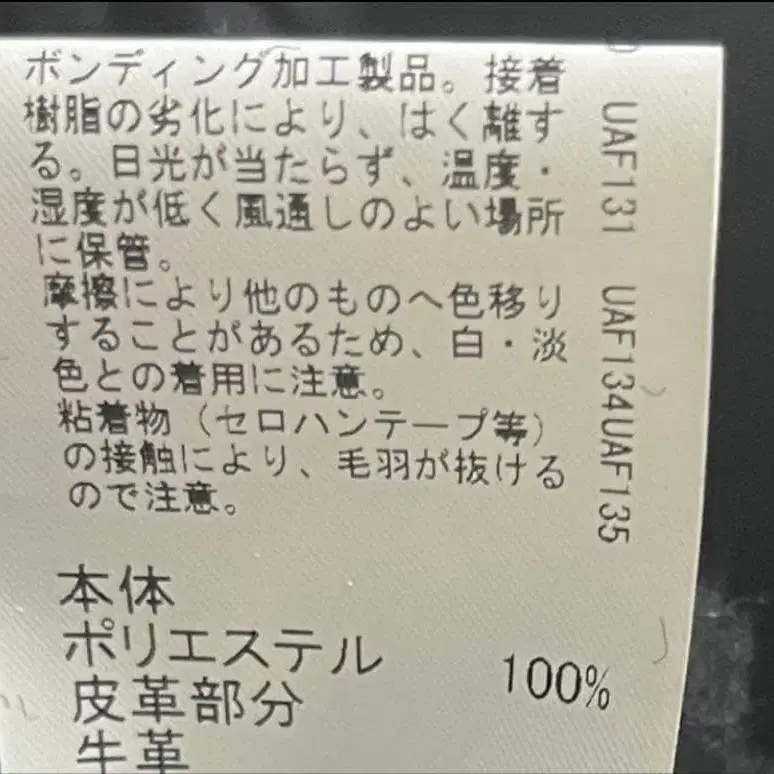 ボンディング加工製品。接着
樹脂の劣化により、はく離す
る。日光が当たらず、温度・
湿度が低く風通しのよい場所
に保管。
摩擦により他のものへ色移り
することがあるため、白・淡
色との着用に注意。
粘着物（セロハンテープ等）
の接触により、毛羽が抜ける
ので注意。
本体
ポリエステル 100%
皮革部分
牛革
UAF131 UAF134UAF135